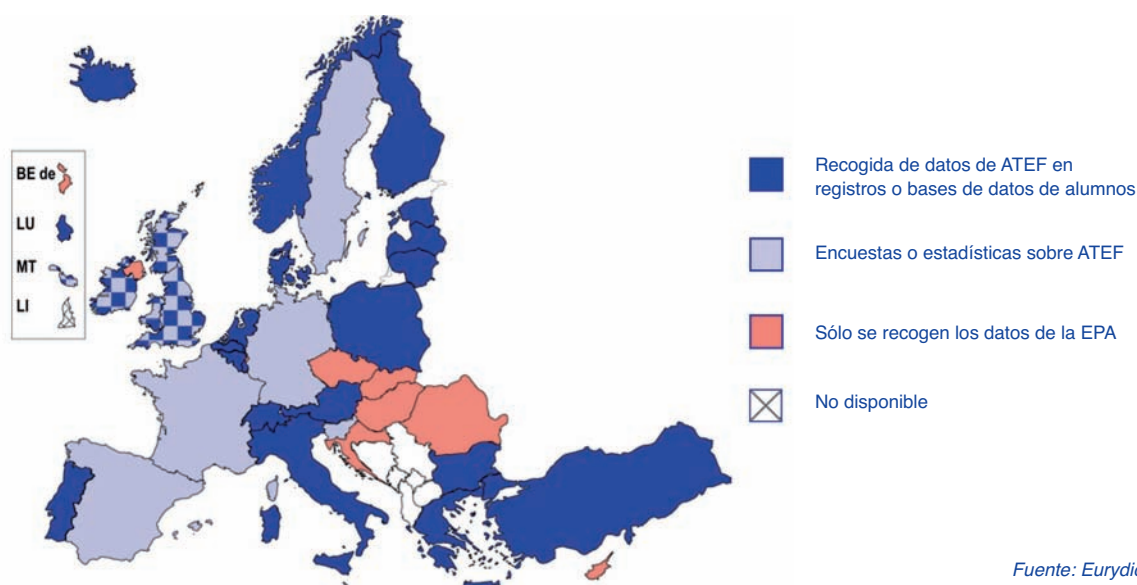 BE de
LU
MT
LI
Recogida de datos de ATEF en
registros o bases de datos de alumnos
Encuestas o estadísticas sobre ATEF
Sólo se recogen los datos de la EPA
No disponible
Fuente: